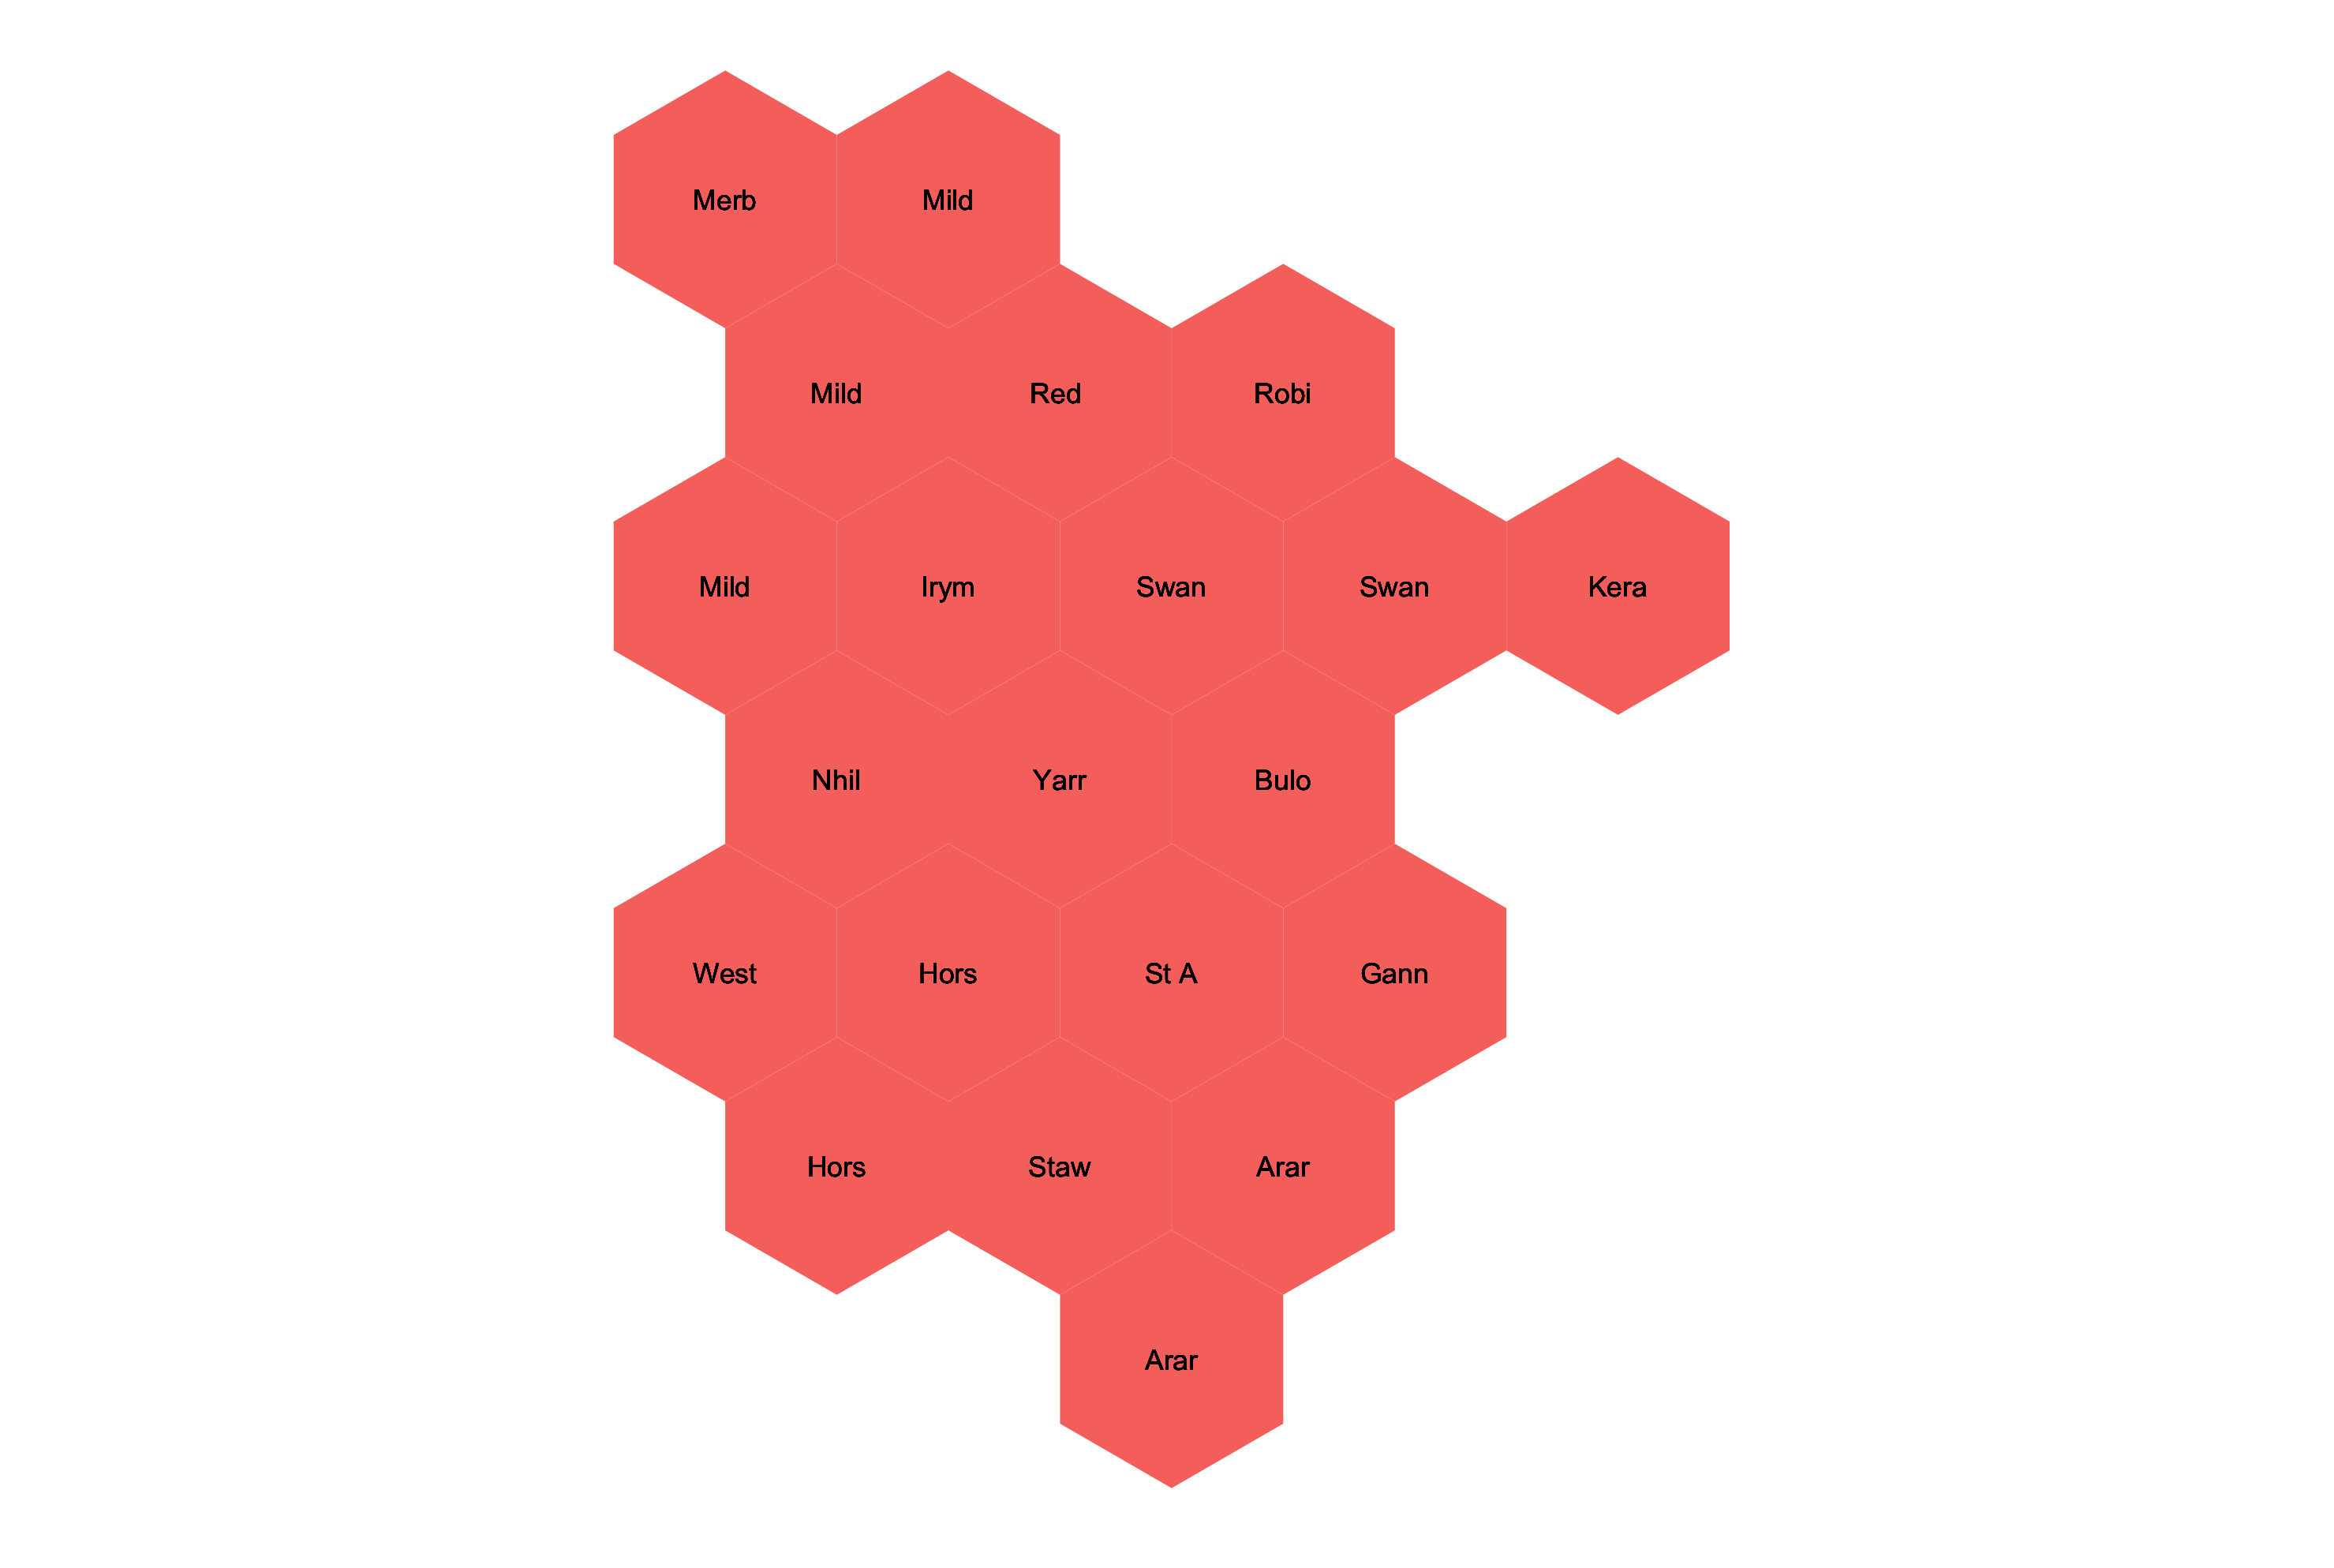 Merb Mild
Mild Red Robi
Mild Irym Swan Swan Kera
Nhil Yarr Bulo
West Hors St A Gann
Hors Staw Arar
Arar